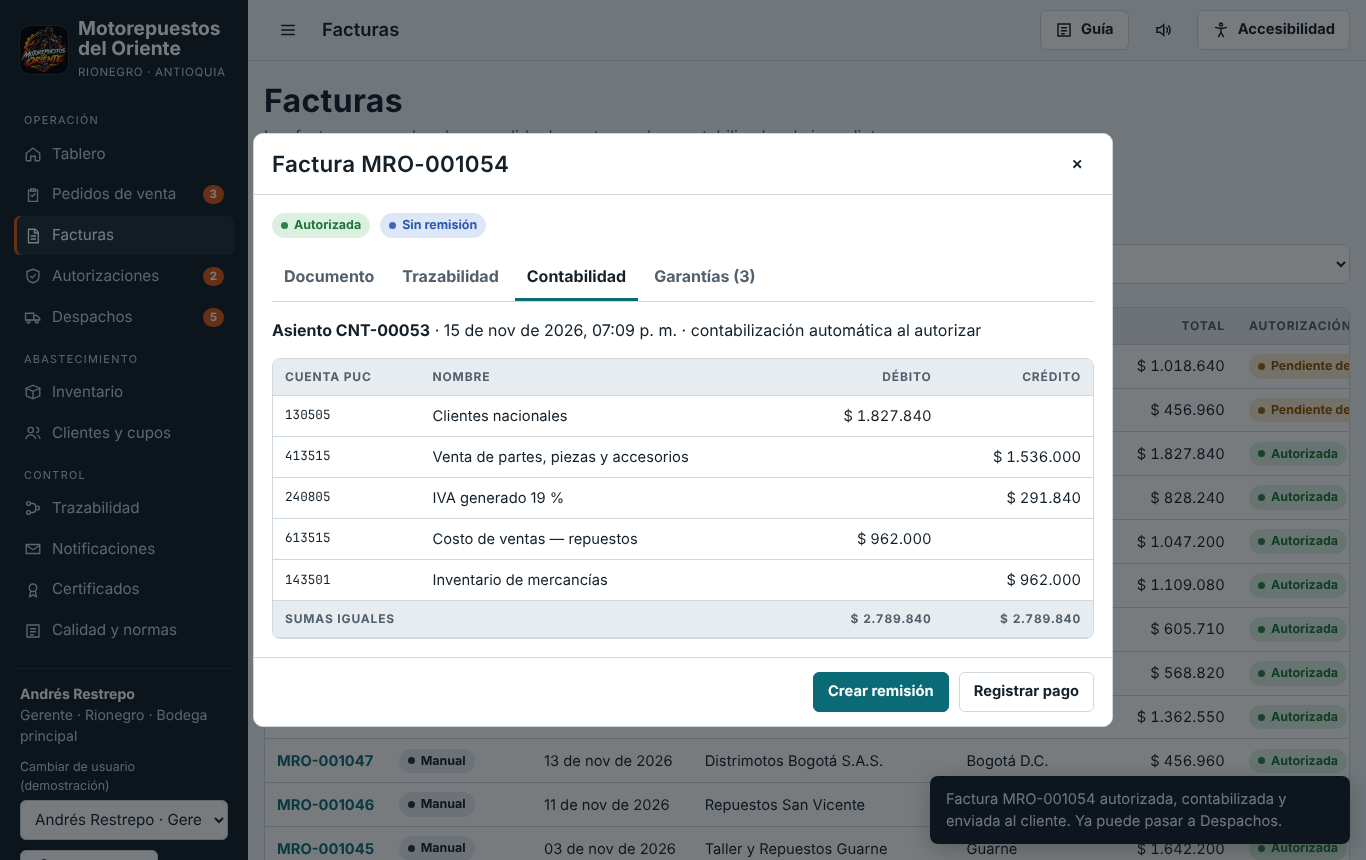 Motorepuestos
del Oriente
RIONEGRO · ANTIOQUIA
OPERACIÓN
Tablero
Pedidos de venta 3
Facturas
Autorizaciones 2
Despachos 5
ABASTECIMIENTO
Inventario
Clientes y cupos
CONTROL
Trazabilidad
Notificaciones
Certificados
Calidad y normas
Andrés Restrepo
Gerente · Rionegro · Bodega
principal
Cambiar de usuario
(demostración)
Andrés Restrepo · Gere
Facturas
Guía
Accesibilidad
Facturas
Factura MRO-001054
×
Autorizada Sin remisión
Documento Trazabilidad Contabilidad Garantías (3)
Asiento CNT-00053 · 15 de nov de 2026, 07:09 p. m. · contabilización automática al autorizar
CUENTA PUC NOMBRE DÉBITO CRÉDITO
130505 Clientes nacionales $ 1.827.840
413515 Venta de partes, piezas y accesorios $ 1.536.000
240805 IVA generado 19 % $ 291.840
613515 Costo de ventas — repuestos $ 962.000
143501 Inventario de mercancías $ 962.000
SUMAS IGUALES $ 2.789.840 $ 2.789.840
Crear remisión Registrar pago
TOTAL AUTORIZACIÓN
$ 1.018.640 Pendiente de
$ 456.960 Pendiente de
$ 1.827.840 Autorizada
$ 828.240 Autorizada
$ 1.047.200 Autorizada
$ 1.109.080 Autorizada
$ 605.710 Autorizada
$ 568.820 Autorizada
$ 1.362.550 Autorizada
MRO-001047 Manual 13 de nov de 2026 Distrimotos Bogotá S.A.S. Bogotá D.C. $ 456.960 Autorizada
MRO-001046 Manual 11 de nov de 2026 Repuestos San Vicente
MRO-001045 Manual 03 de nov de 2026 Taller y Repuestos Guarne Guarne $ 1.642.200 Autorizada
Factura MRO-001054 autorizada, contabilizada y
enviada al cliente. Ya puede pasar a Despachos.